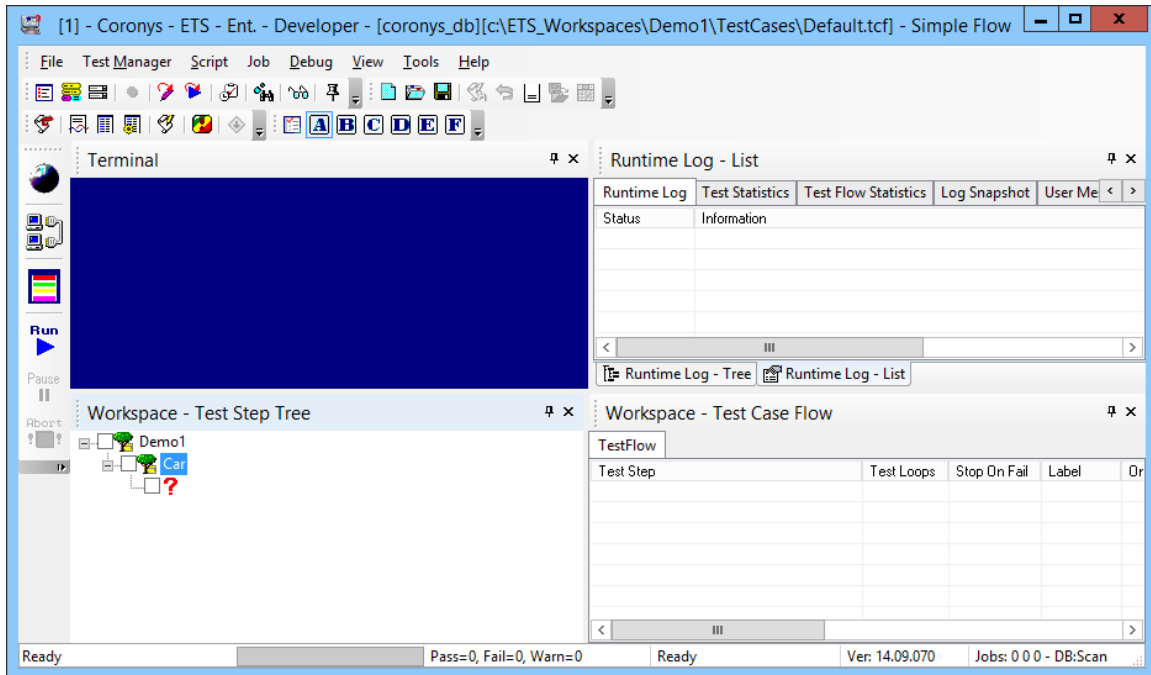 [1] - Coronys - ETS - Ent. - Developer - [coronys_db][c:\ETS_Workspaces\Demo1\TestCases\Default.tcf] - Simple Flow
File Test Manager Script Job Debug View Tools Help
A B C D E F
Terminal
Runtime Log - List
Runtime Log Test Statistics Test Flow Statistics Log Snapshot User Me
Status Information
Run
Pause
Abort
Runtime Log - Tree Runtime Log - List
Workspace - Test Step Tree
Demo1
Car
?
Workspace - Test Case Flow
TestFlow
Test Step Test Loops Stop On Fail Label Or
Ready Pass=0, Fail=0, Warn=0 Ready Ver: 14.09.070 Jobs: 0 0 0 - DB:Scan